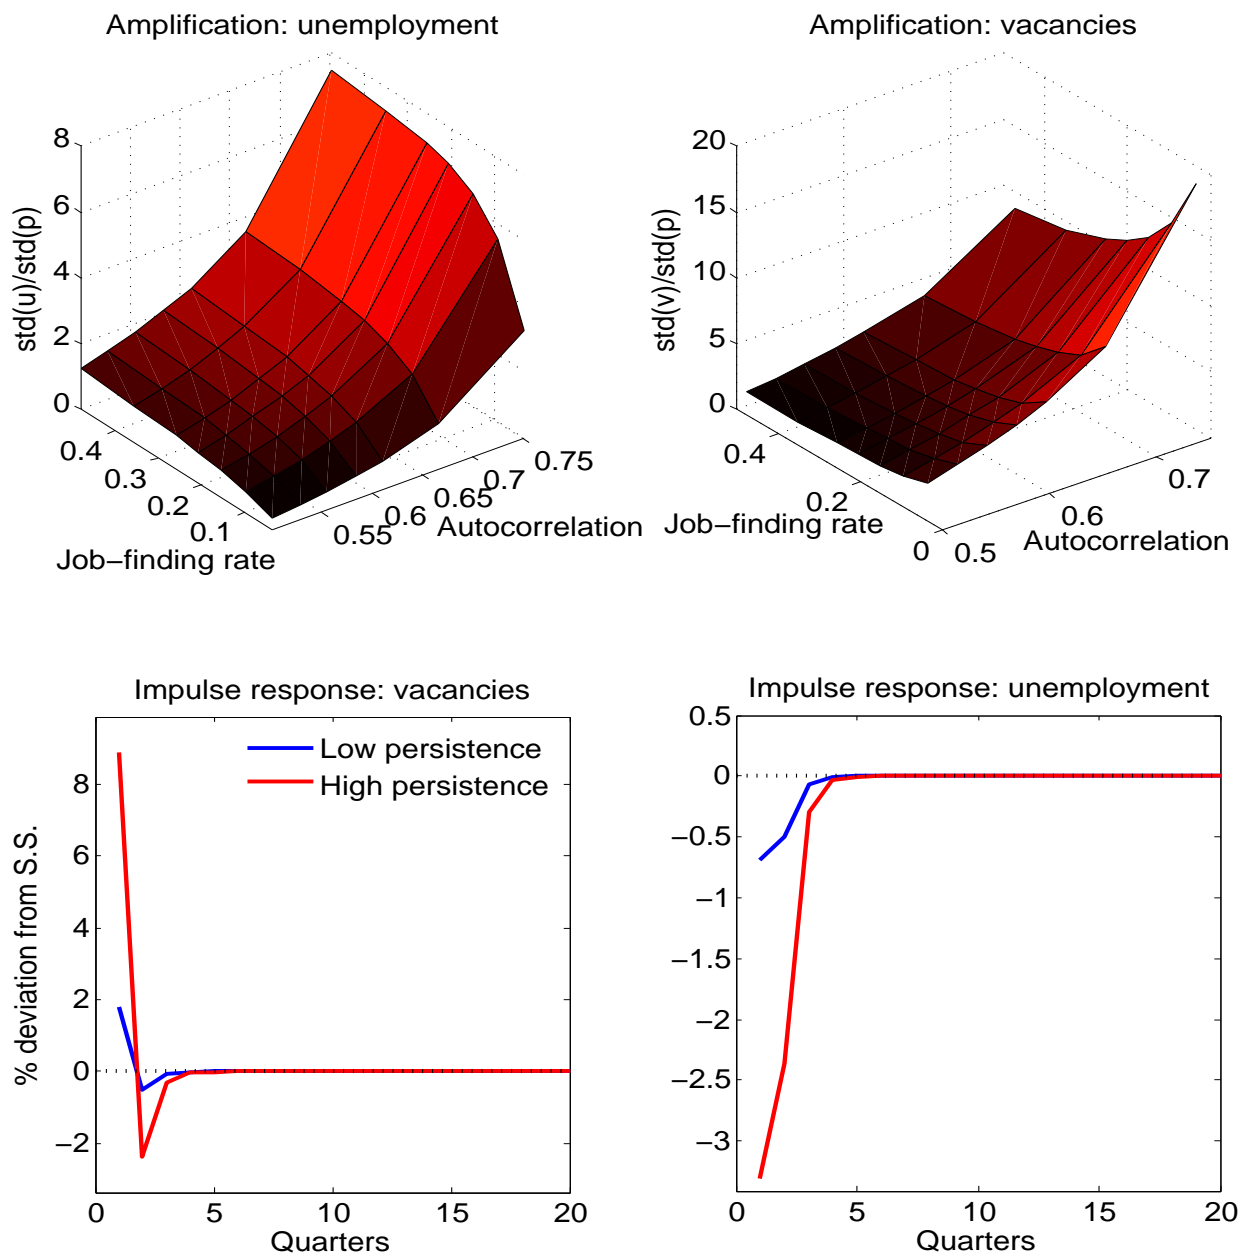 Amplification: unemployment
8
6
4
2
0
std(u)/std(p)
0.4
0.3
0.2
0.1
Job−finding rate
0.55
0.6
0.65
0.7
0.75
Autocorrelation
Amplification: vacancies
20
15
10
5
0
std(v)/std(p)
0.4
0.2
0
Job−finding rate
0.5
0.6
0.7
Autocorrelation
Impulse response: vacancies
Low persistence
High persistence
8
6
4
2
0
−2
% deviation from S.S.
0 5 10 15 20
Quarters
Impulse response: unemployment
0.5
0
−0.5
−1
−1.5
−2
−2.5
−3
0 5 10 15 20
Quarters